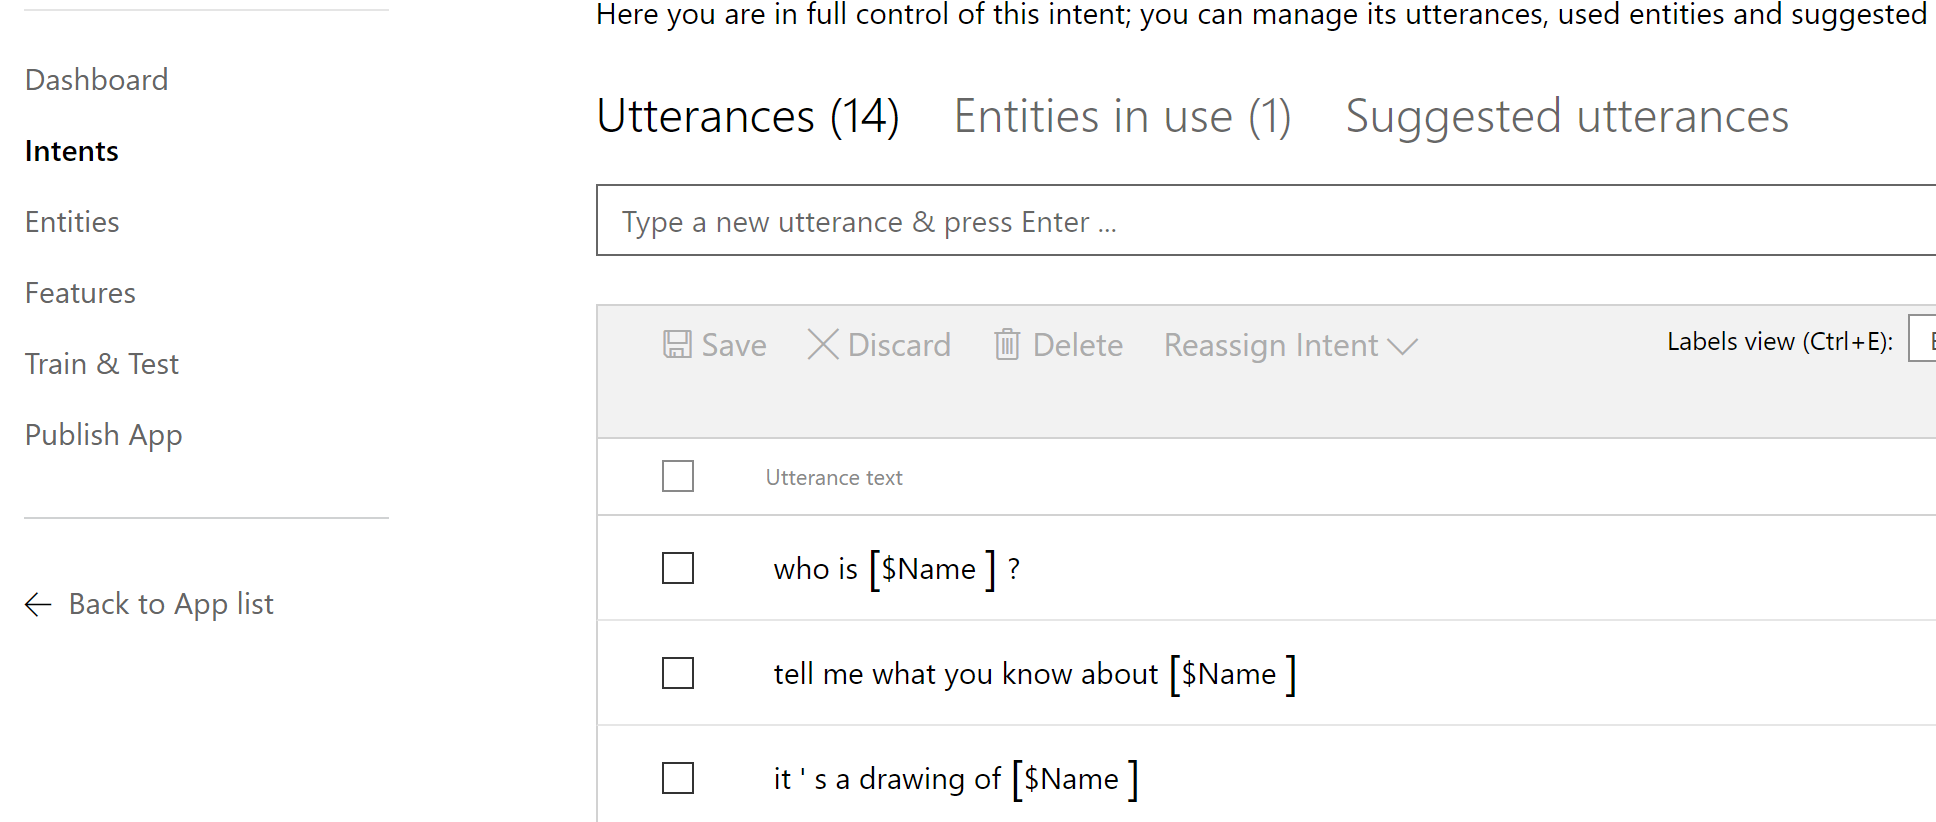 Here you are in full control of this intent; you can manage its utterances, used entities and suggested
Dashboard
Intents
Entities
Features
Train & Test
Publish App
Back to App list
Utterances (14) Entities in use (1) Suggested utterances
Type a new utterance & press Enter ...
Save Discard Delete Reassign Intent Labels view (Ctrl+E):
Utterance text
who is [$Name ] ?
tell me what you know about [$Name ]
it ' s a drawing of [$Name ]